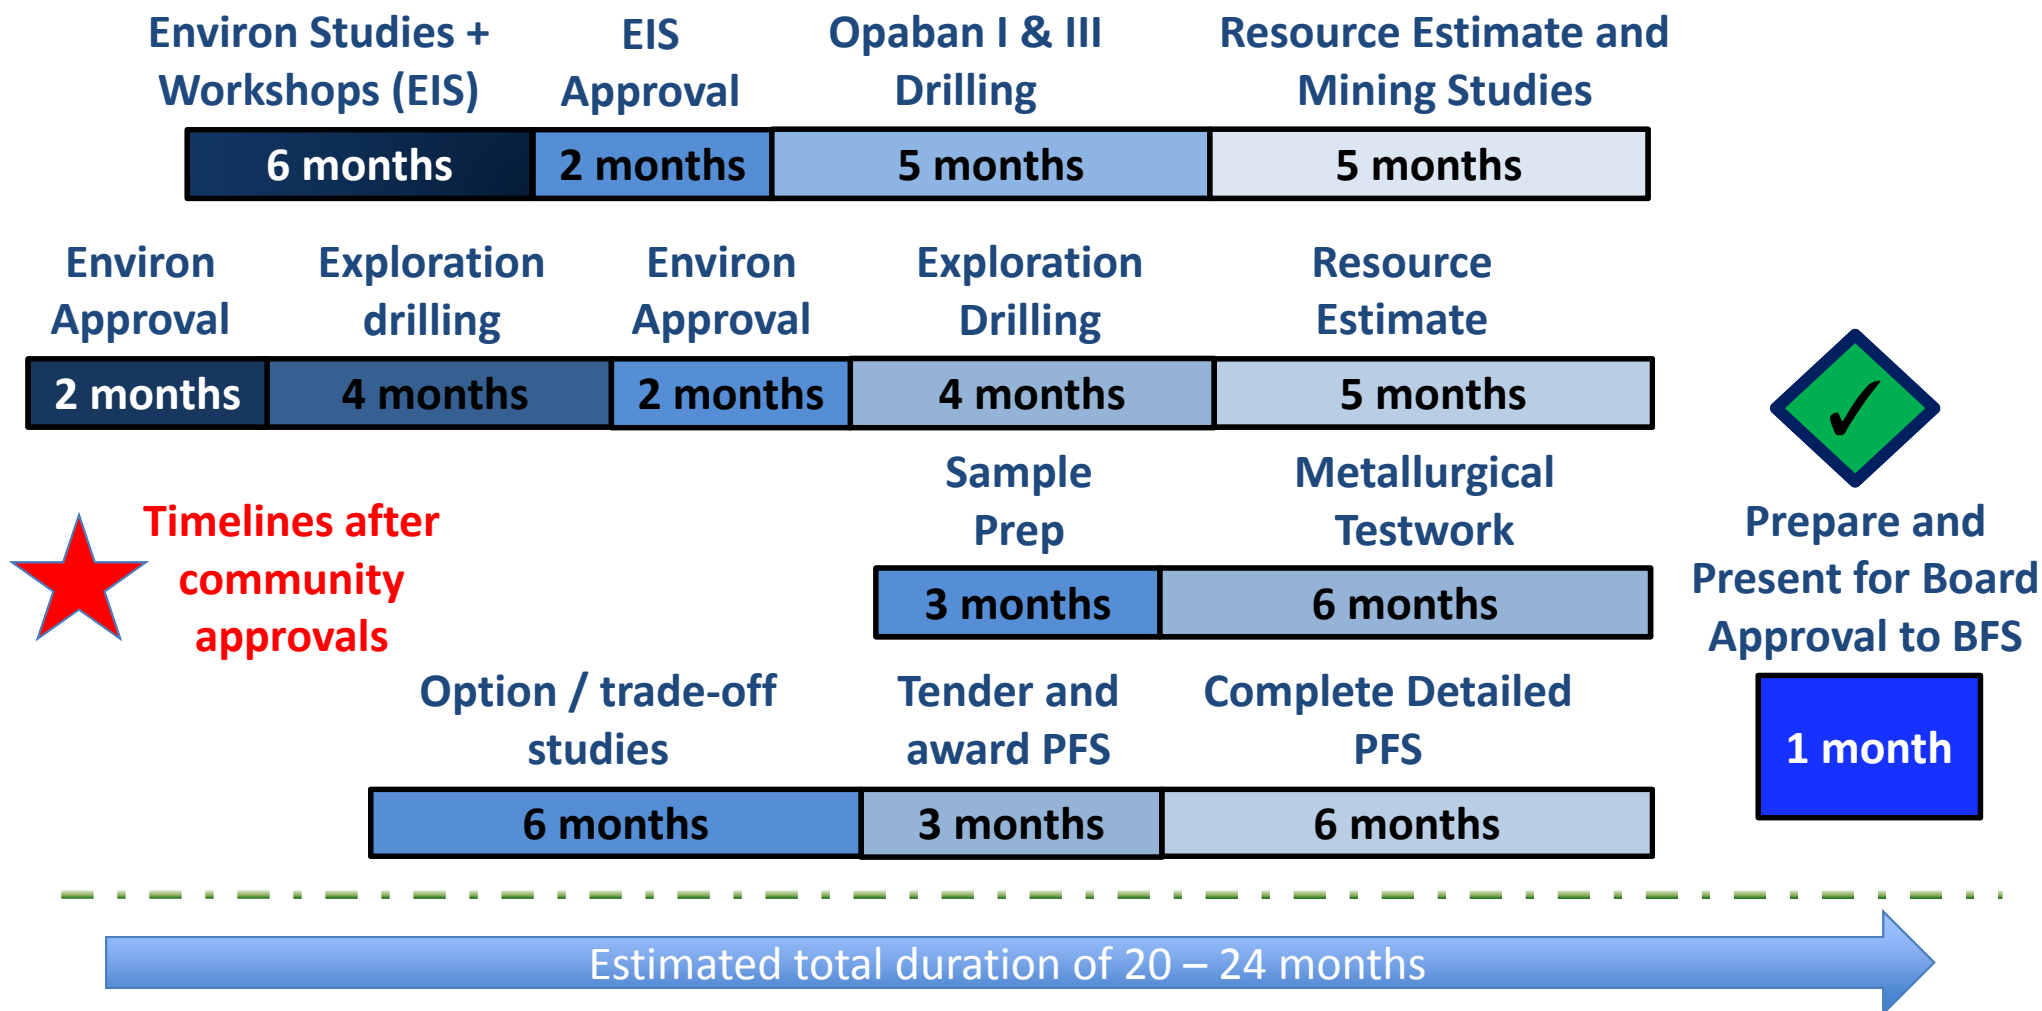 Environ Studies +
Workshops (EIS)
EIS
Approval
Opaban I & III
Drilling
Resource Estimate and
Mining Studies
6 months
2 months
5 months
5 months
Environ
Approval
Exploration
drilling
Environ
Approval
Exploration
Drilling
Resource
Estimate
2 months
4 months
2 months
4 months
5 months
Timelines after
community
approvals
Sample
Prep
Metallurgical
Testwork
3 months
6 months
Prepare and
Present for Board
Approval to BFS
1 month
Option / trade-off
studies
Tender and
award PFS
Complete Detailed
PFS
6 months
3 months
6 months
Estimated total duration of 20 – 24 months